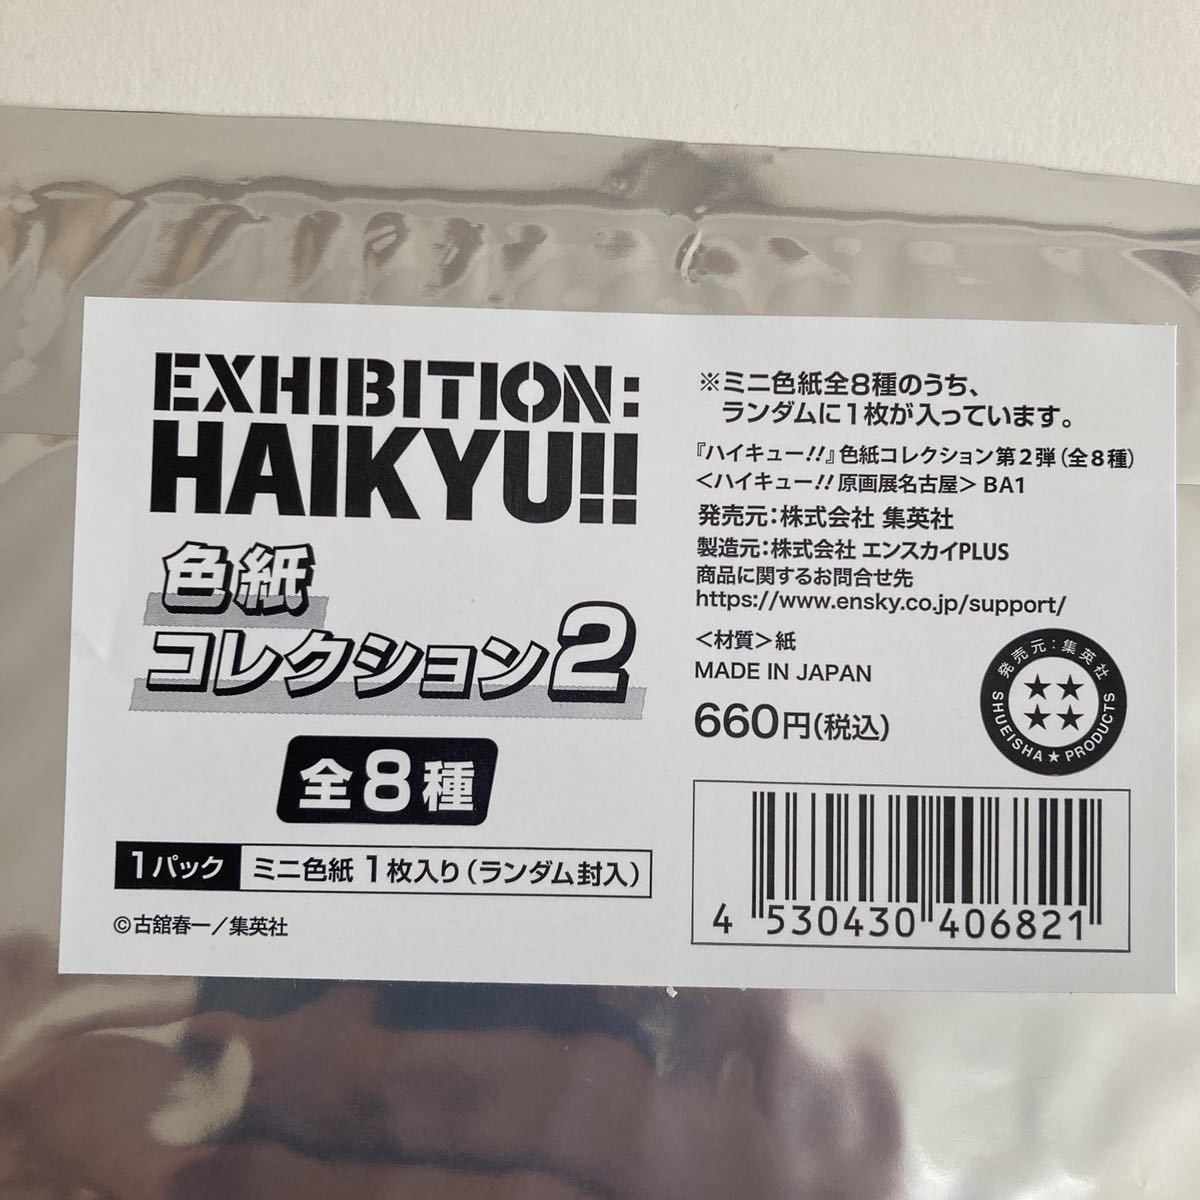 EXHIBITION:
HAIKYU!!
色紙
コレクション2
全8種
1パック ミニ色紙 1枚入り(ランダム封入)
©古舘春一／集英社
※ミニ色紙全8種のうち、
ランダムに1枚が入っています。
『ハイキュー!!』色紙コレクション第2弾(全8種)
<ハイキュー!!原画展名古屋> BA1
発売元:株式会社 集英社
製造元:株式会社 エンスカイPLUS
商品に関するお問合せ先
https://www.ensky.co.jp/support/
<材質>紙
MADE IN JAPAN
660円(税込)
発売元:集英社
SHUEISHA★PRODUCTS
4 530430 406821